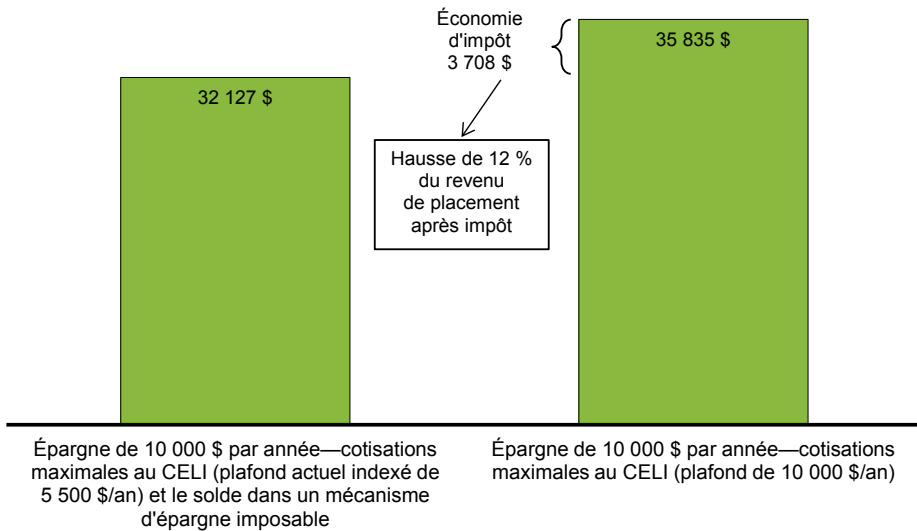 Économie
d'impôt
3 708 $
35 835 $
32 127 $
Hausse de 12 %
du revenu
de placement
après impôt
Épargne de 10 000 $ par année—cotisations
maximales au CELI (plafond actuel indexé de
5 500 $/an) et le solde dans un mécanisme
d'épargne imposable
Épargne de 10 000 $ par année—cotisations
maximales au CELI (plafond de 10 000 $/an)